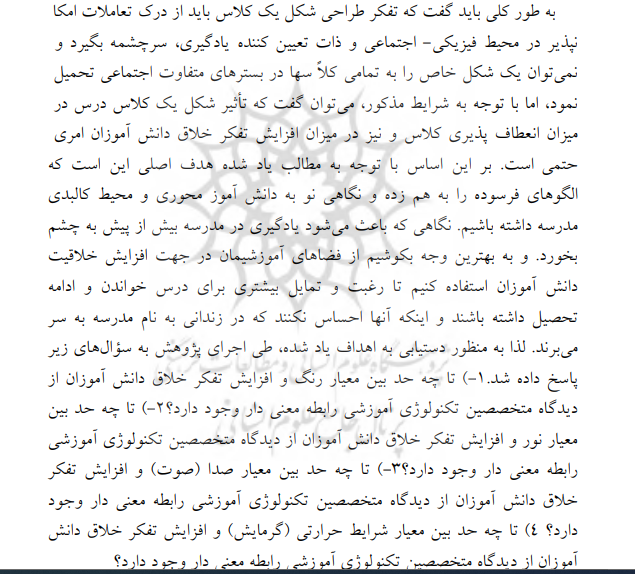 به طور کلی باید گفت که تفکر طراحی شکل یک کلاس باید از درک تعاملات امکا
نپذیر در محیط فیزیکی- اجتماعی و ذات تعیین کننده یادگیری، سرچشمه بگیرد و
نمی‌توان یک شکل خاص را به تمامی کلاً سها در بسترهای متفاوت اجتماعی تحمیل
نمود، اما با توجه به شرایط مذکور، می‌توان گفت که تأثیر شکل یک کلاس درس در
میزان انعطاف پذیری کلاس و نیز در میزان افزایش تفکر خلاق دانش آموزان امری
حتمی است. بر این اساس با توجه به مطالب یاد شده هدف اصلی این است که
الگوهای فرسوده را به هم زده و نگاهی نو به دانش آموز محوری و محیط کالبدی
مدرسه داشته باشیم. نگاهی که باعث می‌شود یادگیری در مدرسه بیش از پیش به چشم
بخورد. و به بهترین وجه بکوشیم از فضاهای آموزشیمان در جهت افزایش خلاقیت
دانش آموزان استفاده کنیم تا رغبت و تمایل بیشتری برای درس خواندن و ادامه
تحصیل داشته باشند و اینکه آنها احساس نکنند که در زندانی به نام مدرسه به سر
می‌برند. لذا به منظور دستیابی به اهداف یاد شده، طی اجرای پژوهش به سؤال‌های زیر
پاسخ داده شد.۱-) تا چه حد بین معیار رنگ و افزایش تفکر خلاق دانش آموزان از
دیدگاه متخصصین تکنولوژی آموزشی رابطه معنی دار وجود دارد؟۲-) تا چه حد بین
معیار نور و افزایش تفکر خلاق دانش آموزان از دیدگاه متخصصین تکنولوژی آموزشی
رابطه معنی دار وجود دارد؟۳-) تا چه حد بین معیار صدا (صوت) و افزایش تفکر
خلاق دانش آموزان از دیدگاه متخصصین تکنولوژی آموزشی رابطه معنی دار وجود
دارد؟ ٤) تا چه حد بین معیار شرایط حرارتی (گرمایش) و افزایش تفکر خلاق دانش
آموزان از دیدگاه متخصصین تکنولوژی آموزشی رابطه معنی دار وجود دارد؟
پژوهشگاه علوم انسانی و مطالعات فرهنگی
پرتال جامع علوم انسانی